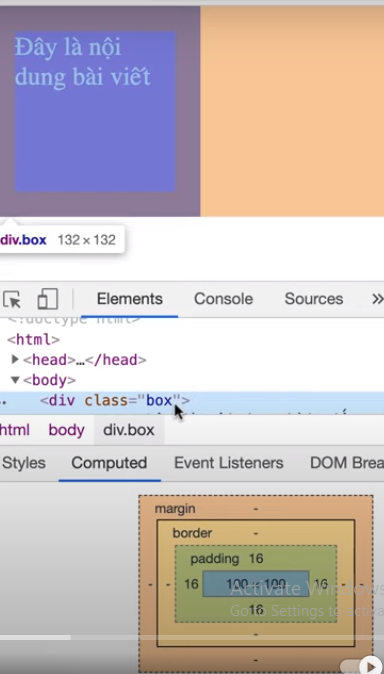 Đây là nội
dung bài viết
div.box 132 × 132
Elements Console Sources »
<!doctype html>
<html>
▶<head>…</head>
▼<body>
<div class="box">
html body div.box
Styles Computed Event Listeners DOM Brea
margin -
border -
padding 16
- - 16 100 × 100 16 - -
16
-
-
Activate Windows
Go to Settings to